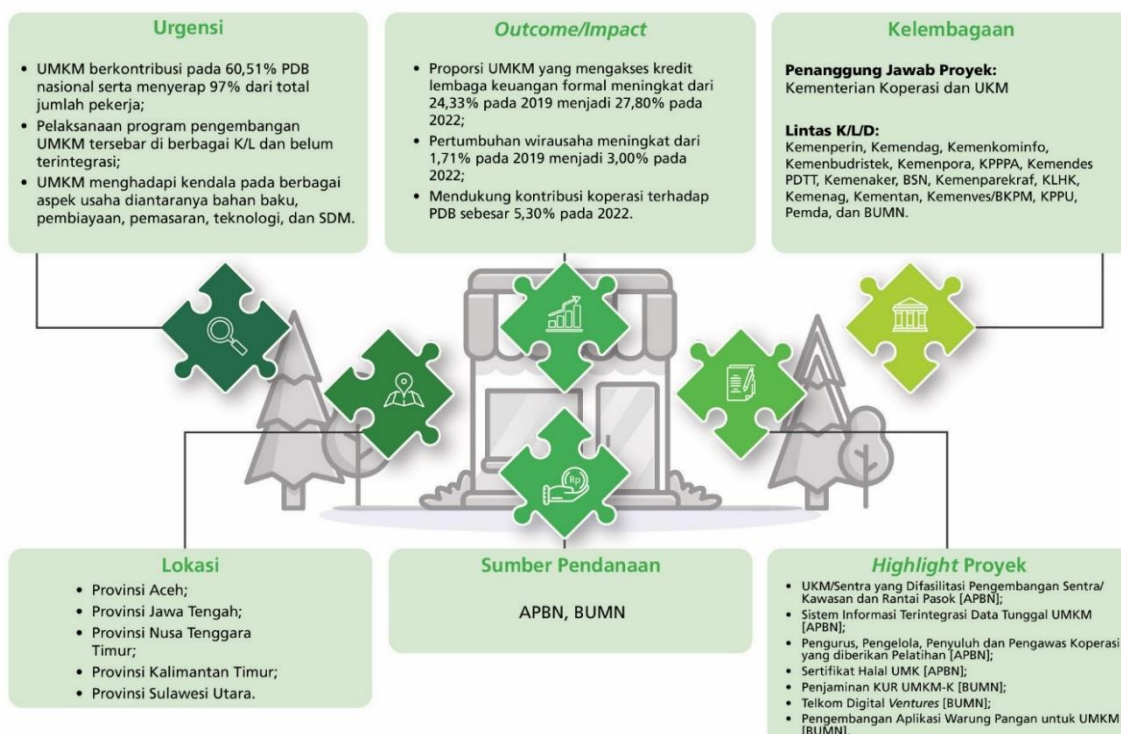 Urgensi
• UMKM berkontribusi pada 60,51% PDB
nasional serta menyerap 97% dari total
jumlah pekerja;
• Pelaksanaan program pengembangan
UMKM tersebar di berbagai K/L dan belum
terintegrasi;
• UMKM menghadapi kendala pada berbagai
aspek usaha diantaranya bahan baku,
pembiayaan, pemasaran, teknologi, dan SDM.
Outcome/Impact
• Proporsi UMKM yang mengakses kredit
lembaga keuangan formal meningkat dari
24,33% pada 2019 menjadi 27,80% pada
2022;
• Pertumbuhan wirausaha meningkat dari
1,71% pada 2019 menjadi 3,00% pada
2022;
• Mendukung kontribusi koperasi terhadap
PDB sebesar 5,30% pada 2022.
Kelembagaan
Penanggung Jawab Proyek:
Kementerian Koperasi dan UKM
Lintas K/L/D:
Kemenperin, Kemendag, Kemenkominfo,
Kemenbudristek, Kemenpora, KPPPA, Kemendes
PDTT, Kemenaker, BSN, Kemenparekraf, KLHK,
Kemenag, Kementan, Kemenves/BKPM, KPPU,
Pemda, dan BUMN.
Rp
Lokasi
• Provinsi Aceh;
• Provinsi Jawa Tengah;
• Provinsi Nusa Tenggara
Timur;
• Provinsi Kalimantan Timur;
• Provinsi Sulawesi Utara.
Sumber Pendanaan
APBN, BUMN
Highlight Proyek
• UKM/Sentra yang Difasilitasi Pengembangan Sentra/
Kawasan dan Rantai Pasok [APBN];
• Sistem Informasi Terintegrasi Data Tunggal UMKM
[APBN];
• Pengurus, Pengelola, Penyuluh dan Pengawas Koperasi
yang diberikan Pelatihan [APBN];
• Sertifikat Halal UMK [APBN];
• Penjaminan KUR UMKM-K [BUMN];
• Telkom Digital Ventures [BUMN];
• Pengembangan Aplikasi Warung Pangan untuk UMKM
[BUMN].